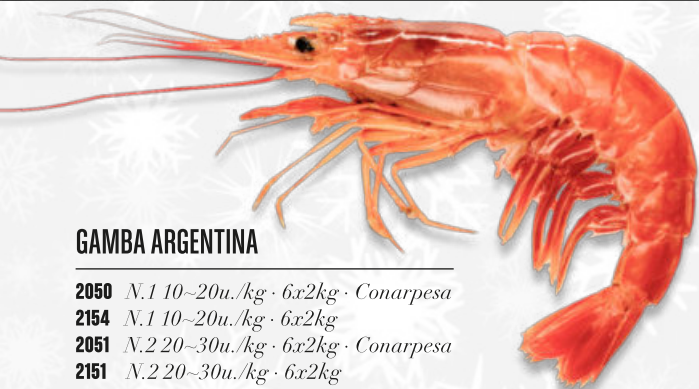 GAMBA ARGENTINA
2050 N.1 10~20u./kg · 6x2kg · Conarpesa
2154 N.1 10~20u./kg · 6x2kg
2051 N.2 20~30u./kg · 6x2kg · Conarpesa
2151 N.2 20~30u./kg · 6x2kg